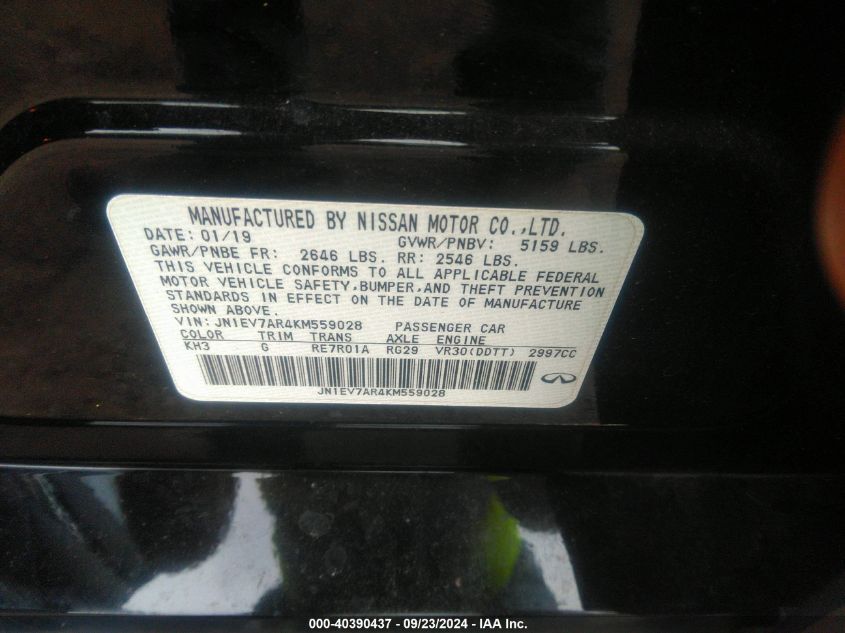 MANUFACTURED BY NISSAN MOTOR CO.,LTD.
DATE: 01/19 GVWR/PNBV: 5159 LBS.
GAWR/PNBE FR: 2646 LBS. RR: 2546 LBS.
THIS VEHICLE CONFORMS TO ALL APPLICABLE FEDERAL
MOTOR VEHICLE SAFETY,BUMPER,AND THEFT PREVENTION
STANDARDS IN EFFECT ON THE DATE OF MANUFACTURE
SHOWN ABOVE.
VIN: JN1EV7AR4KM559028 PASSENGER CAR
COLOR TRIM TRANS AXLE ENGINE
KH3 G RE7R01A RG29 VR30(DDTT) 2997CC
JN1EV7AR4KM559028
000-40390437 - 09/23/2024 - IAA Inc.